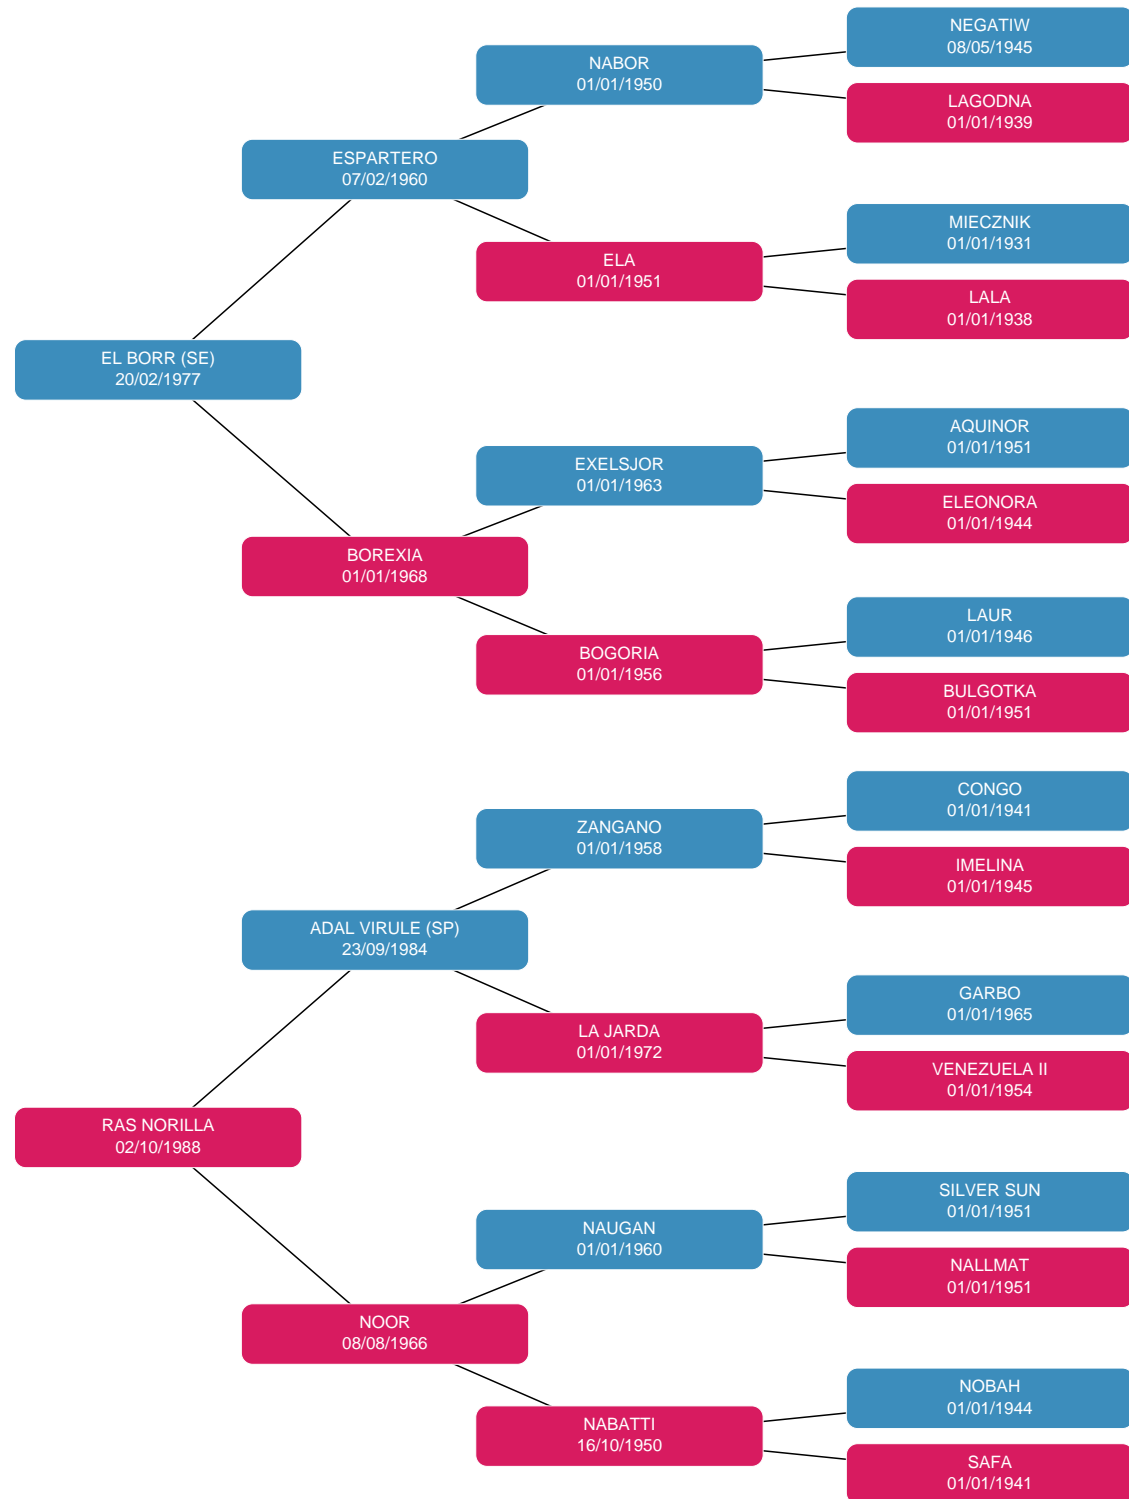 NEGATIW
08/05/1945
NABOR
01/01/1950
LAGODNA
01/01/1939
ESPARTERO
07/02/1960
MIECZNIK
01/01/1931
ELA
01/01/1951
LALA
01/01/1938
EL BORR (SE)
20/02/1977
AQUINOR
01/01/1951
EXELSJOR
01/01/1963
ELEONORA
01/01/1944
BOREXIA
01/01/1968
LAUR
01/01/1946
BOGORIA
01/01/1956
BULGOTKA
01/01/1951
CONGO
01/01/1941
ZANGANO
01/01/1958
IMELINA
01/01/1945
ADAL VIRULE (SP)
23/09/1984
GARBO
01/01/1965
LA JARDA
01/01/1972
VENEZUELA II
01/01/1954
RAS NORILLA
02/10/1988
SILVER SUN
01/01/1951
NAUGAN
01/01/1960
NALLMAT
01/01/1951
NOOR
08/08/1966
NOBAH
01/01/1944
NABATTI
16/10/1950
SAFA
01/01/1941